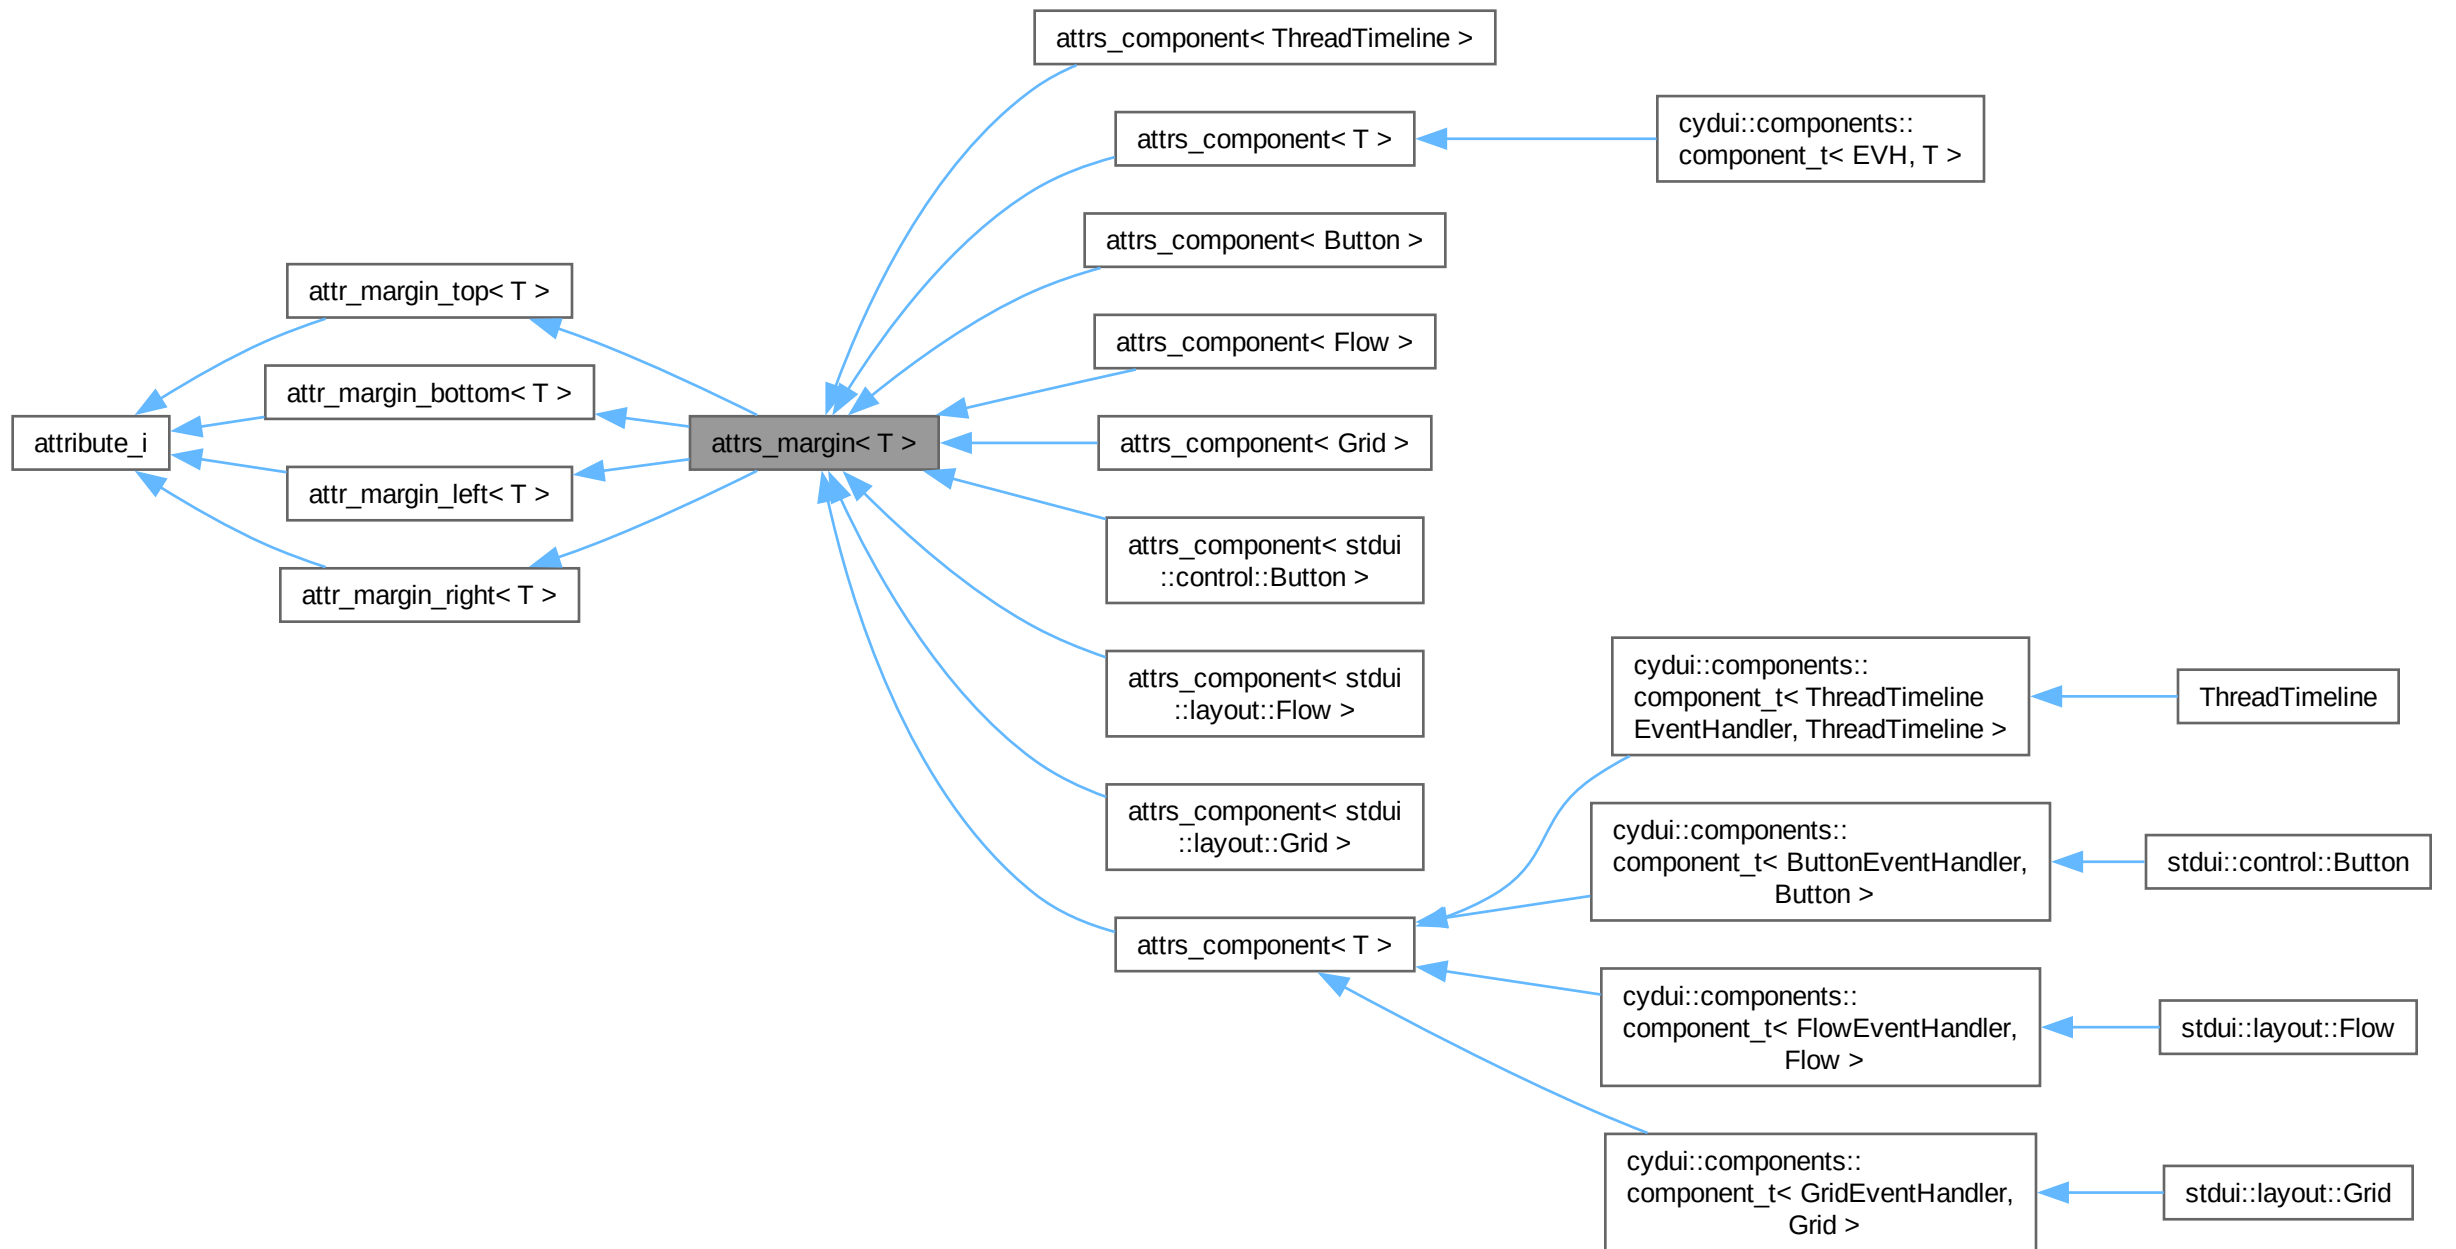 attribute_i
attr_margin_top< T >
attr_margin_bottom< T >
attr_margin_left< T >
attr_margin_right< T >
attrs_margin< T >
attrs_component< ThreadTimeline >
attrs_component< T >
cydui::components::
component_t< EVH, T >
attrs_component< Button >
attrs_component< Flow >
attrs_component< Grid >
attrs_component< stdui
::control::Button >
attrs_component< stdui
::layout::Flow >
attrs_component< stdui
::layout::Grid >
attrs_component< T >
cydui::components::
component_t< ThreadTimeline
EventHandler, ThreadTimeline >
ThreadTimeline
cydui::components::
component_t< ButtonEventHandler,
Button >
stdui::control::Button
cydui::components::
component_t< FlowEventHandler,
Flow >
stdui::layout::Flow
cydui::components::
component_t< GridEventHandler,
Grid >
stdui::layout::Grid